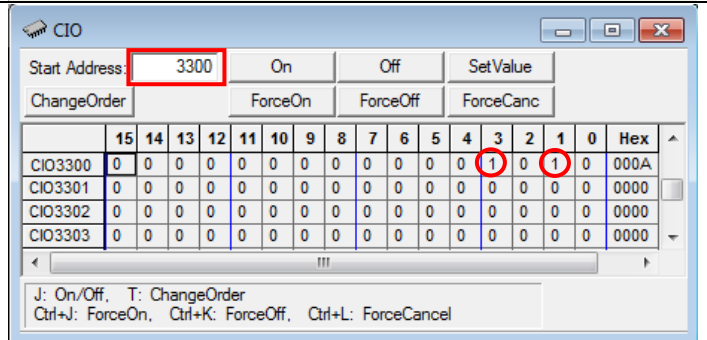 CIO
Start Address: 3300 On Off SetValue
ChangeOrder ForceOn ForceOff ForceCanc
15 14 13 12 11 10 9 8 7 6 5 4 3 2 1 0 Hex
CIO3300 0 0 0 0 0 0 0 0 0 0 0 0 1 0 1 0 000A
CIO3301 0 0 0 0 0 0 0 0 0 0 0 0 0 0 0 0 0000
CIO3302 0 0 0 0 0 0 0 0 0 0 0 0 0 0 0 0 0000
CIO3303 0 0 0 0 0 0 0 0 0 0 0 0 0 0 0 0 0000
J: On/Off, T: ChangeOrder
Ctrl+J: ForceOn, Ctrl+K: ForceOff, Ctrl+L: ForceCancel